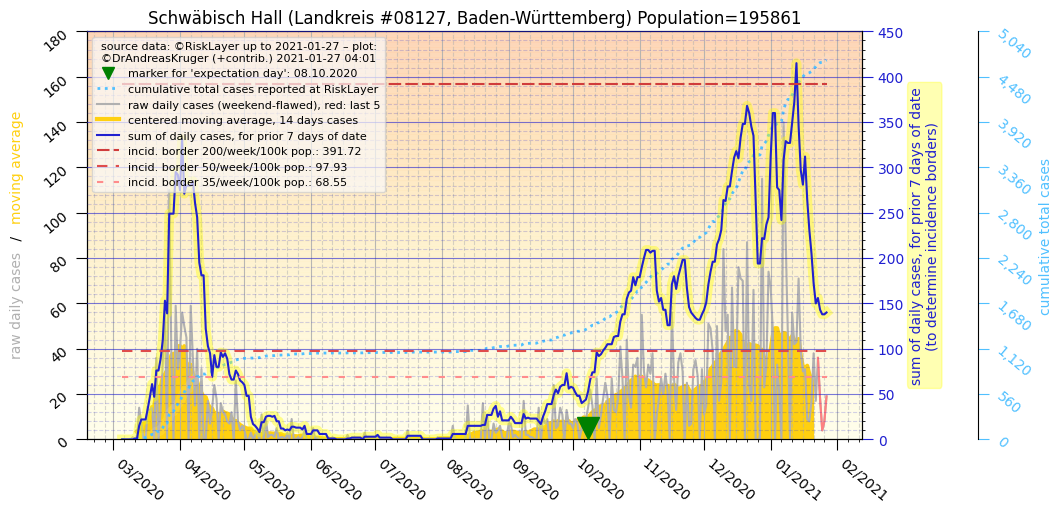 Schwäbisch Hall (Landkreis #08127, Baden-Württemberg) Population=195861
source data: ©RiskLayer up to 2021-01-27 – plot:
©DrAndreasKruger (+contrib.) 2021-01-27 04:01
marker for 'expectation day': 08.10.2020
cumulative total cases reported at RiskLayer
raw daily cases (weekend-flawed), red: last 5
centered moving average, 14 days cases
sum of daily cases, for prior 7 days of date
incid. border 200/week/100k pop.: 391.72
incid. border 50/week/100k pop.: 97.93
incid. border 35/week/100k pop.: 68.55
raw daily cases / moving average
180
160
140
120
100
80
60
40
20
0
03/2020
04/2020
05/2020
06/2020
07/2020
08/2020
09/2020
10/2020
11/2020
12/2020
01/2021
02/2021
450
400
350
300
250
200
150
100
50
0
sum of daily cases, for prior 7 days of date
(to determine incidence borders)
5,040
4,480
3,920
3,360
2,800
2,240
1,680
1,120
560
0
cumulative total cases